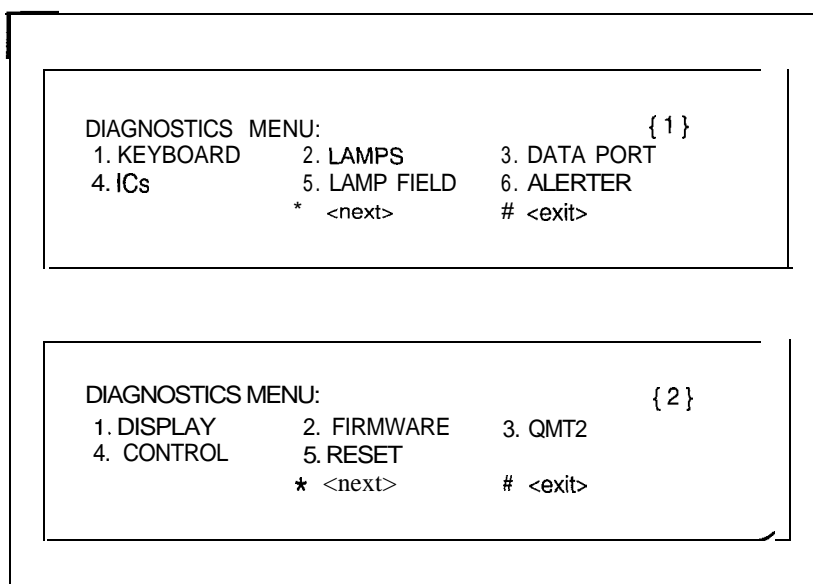 DIAGNOSTICS MENU: {1}
1. KEYBOARD 2. LAMPS 3. DATA PORT
4. ICs 5. LAMP FIELD 6. ALERTER
* <next> # <exit>
DIAGNOSTICS MENU: {2}
1. DISPLAY 2. FIRMWARE 3. QMT2
4. CONTROL 5. RESET
* <next> # <exit>